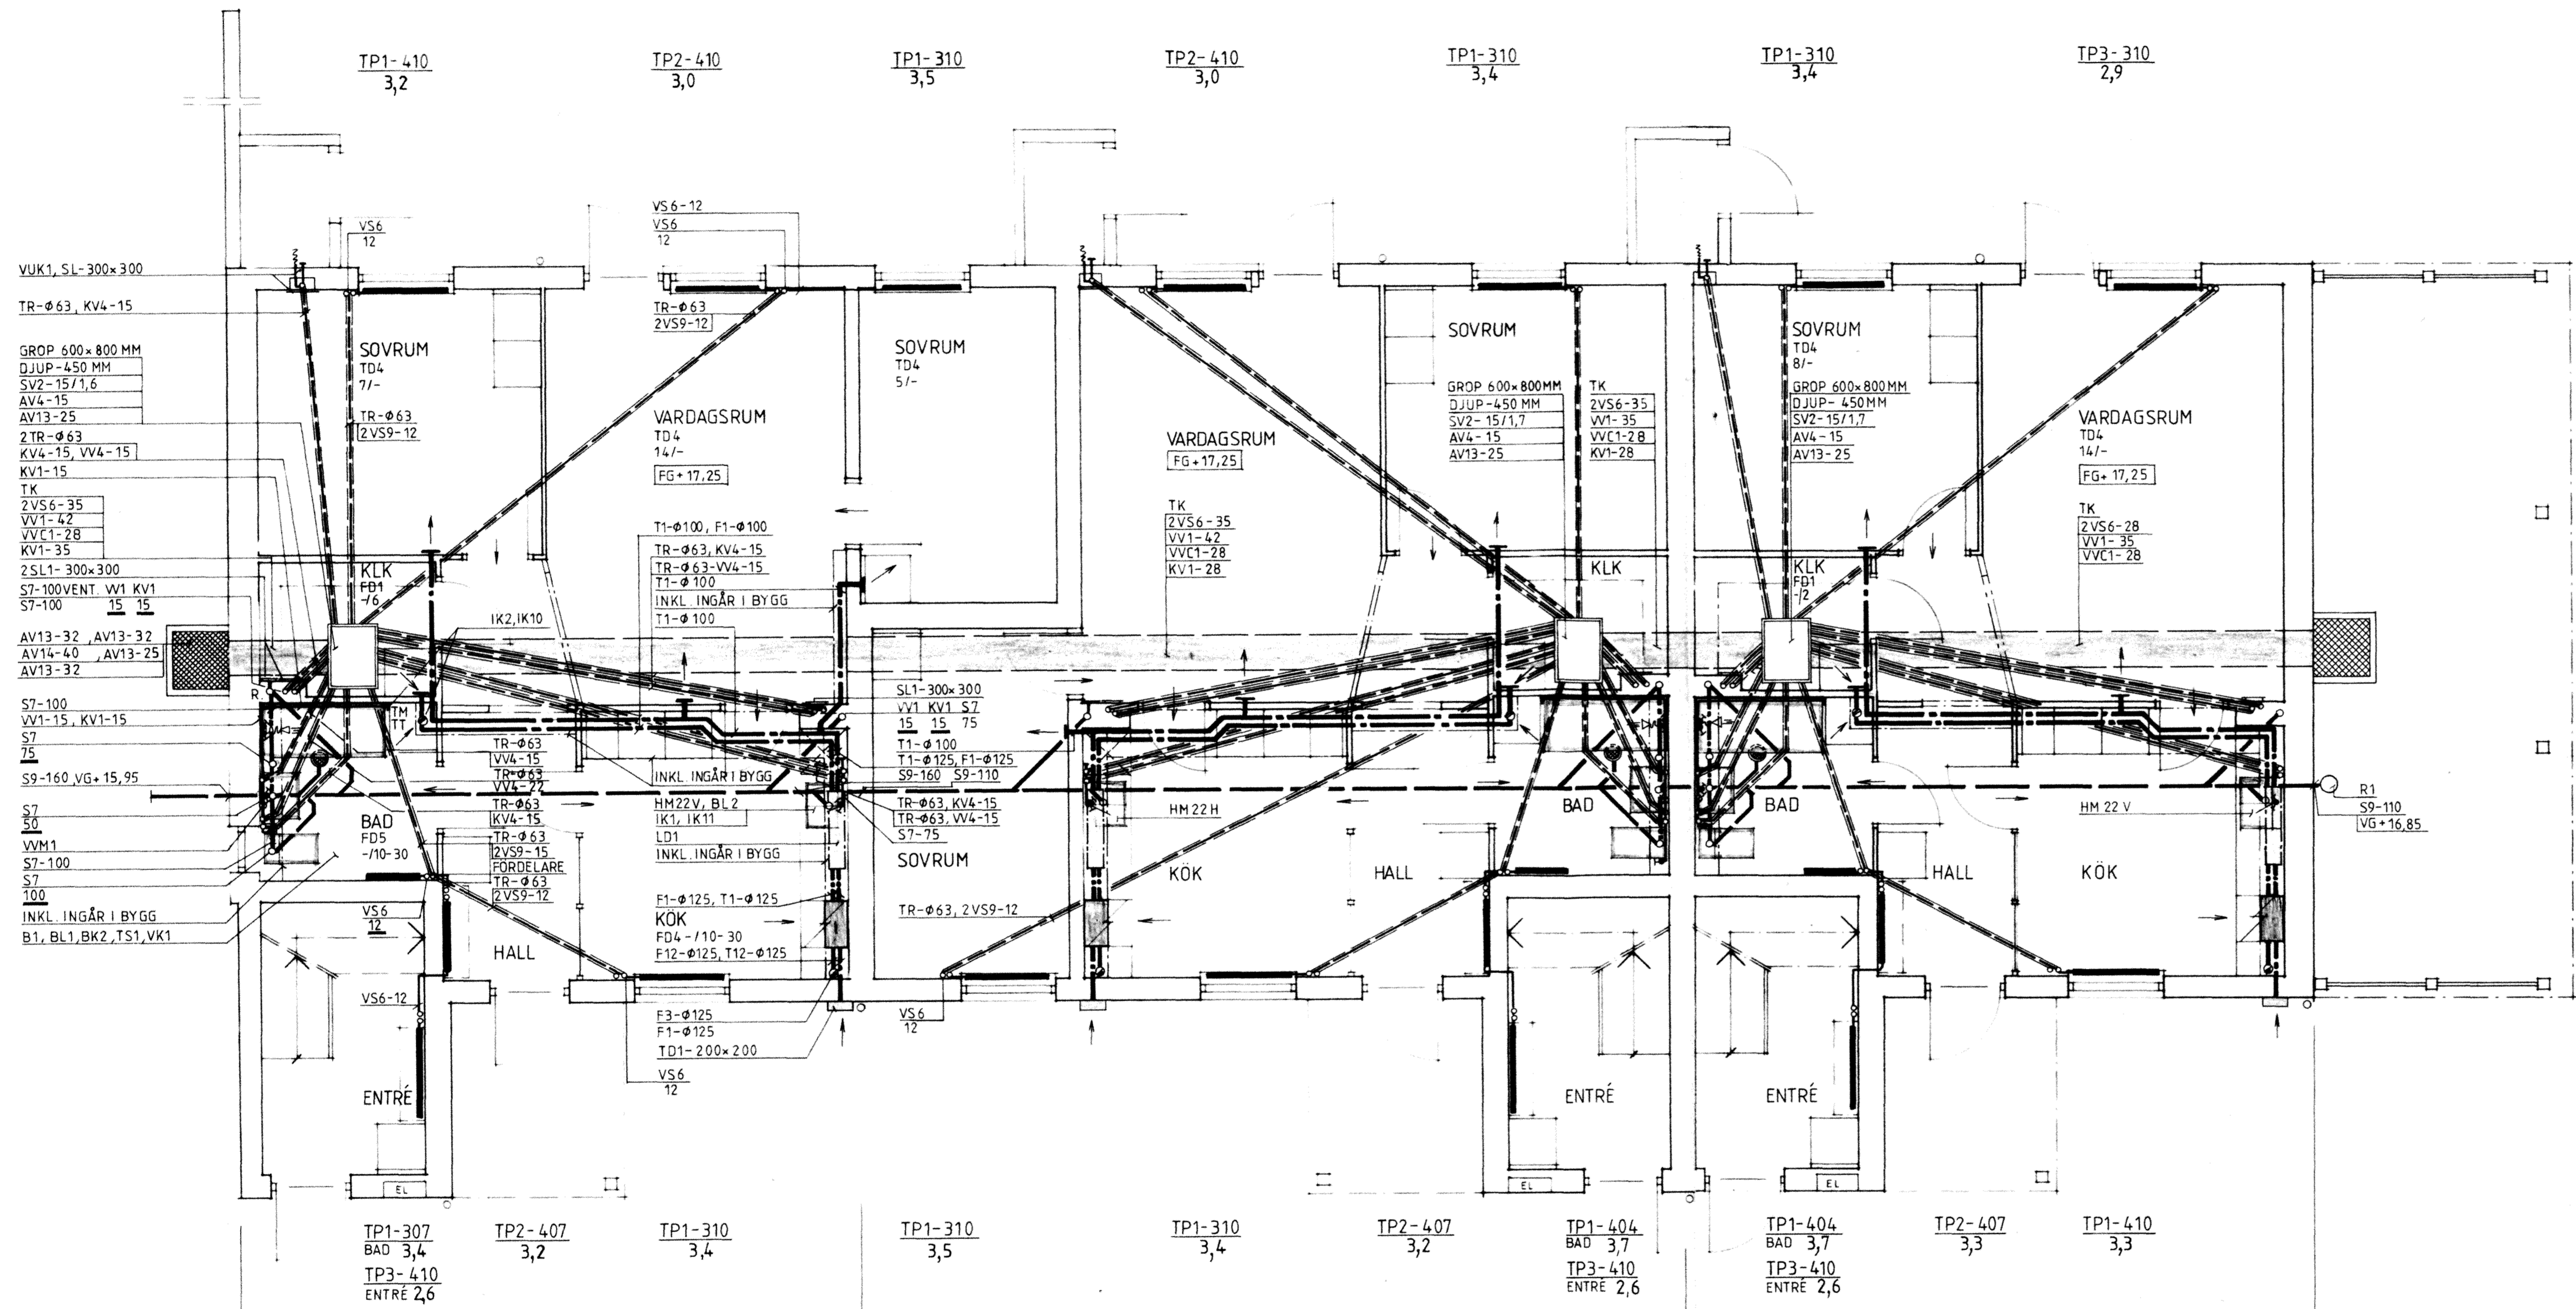 TP1-410
3,2
TP2-410
3,0
TP1-310
3,5
TP2-410
3,0
TP1-310
3,4
TP1-310
3,4
TP3-310
2,9
VS6
12
VS6-12
VS6
12
VUK1, SL-300×300
TR-Φ63, KV4-15
GROP 600×800 MM
DJUP-450 MM
SV2-15/1,6
AV4-15
AV13-25
2TR-Φ63
KV4-15, VV4-15
KV1-15
TK
2VS6-35
VV1-42
VVC1-28
KV1-35
2SL1-300×300
S7-100VENT. VV1 KV1
S7-100 15 15
AV13-32 ,AV13-32
AV14-40 ,AV13-25
AV13-32
S7-100
VV1-15, KV1-15
S7
75
S9-160,VG+15,95
S7
50
VVM1
S7-100
S7
100
INKL. INGÅR I BYGG
B1, BL1,BK2,TS1,VK1
SOVRUM
TD4
7/-
TR-Φ63
2VS9-12
KLK
FD1
-/6
IK2,IK10
R.
TM
TT
BAD
FD5
-/10-30
TR-Φ63
VV4-15
TR-Φ63
VV4-22
TR-Φ63
KV4-15
TR-Φ63
2VS9-15
FÖRDELARE
TR-Φ63
2VS9-12
VS6
12
HALL
VS6-12
ENTRÉ
EL
TR-Φ63
2VS9-12
VARDAGSRUM
TD4
14/-
FG+17,25
T1-Φ100, F1-Φ100
TR-Φ63, KV4-15
TR-Φ63-VV4-15
T1-Φ100
INKL. INGÅR I BYGG
T1-Φ100
INKL. INGÅR I BYGG
HM22V, BL2
IK1, IK11
LD1
INKL. INGÅR I BYGG
F1-Φ125, T1-Φ125
KÖK
FD4-/10-30
F12-Φ125, T12-Φ125
F3-Φ125
F1-Φ125
TD1-200×200
VS6
12
SOVRUM
TD4
5/-
SL1-300×300
VV1 KV1 S7
15 15 75
T1-Φ100
T1-Φ125, F1-Φ125
S9-160 S9-110
TR-Φ63, KV4-15
TR-Φ63, VV4-15
S7-75
SOVRUM
TR-Φ63, 2VS9-12
VS6
12
VARDAGSRUM
FG+17,25
TK
2VS6-35
VV1-42
VVC1-28
KV1-28
HM22H
KÖK
HALL
SOVRUM
GROP 600×800MM
DJUP-450 MM
SV2-15/1,7
AV4-15
AV13-25
TK
2VS6-35
VV1-35
VVC1-28
KV1-28
KLK
BAD
ENTRÉ
EL
SOVRUM
TD4
8/-
GROP 600×800MM
DJUP-450MM
SV2-15/1,7
AV4-15
AV13-25
KLK
FD1
-/2
BAD
ENTRÉ
EL
VARDAGSRUM
TD4
14/-
FG+17,25
TK
2VS6-28
VV1-35
VVC1-28
HM 22 V
HALL
KÖK
R1
S9-110
VG+16,85
TP1-307
BAD 3,4
TP3-410
ENTRÉ 2,6
TP2-407
3,2
TP1-310
3,4
TP1-310
3,5
TP1-310
3,4
TP2-407
3,2
TP1-404
BAD 3,7
TP3-410
ENTRÉ 2,6
TP1-404
BAD 3,7
TP3-410
ENTRÉ 2,6
TP2-407
3,3
TP1-410
3,3